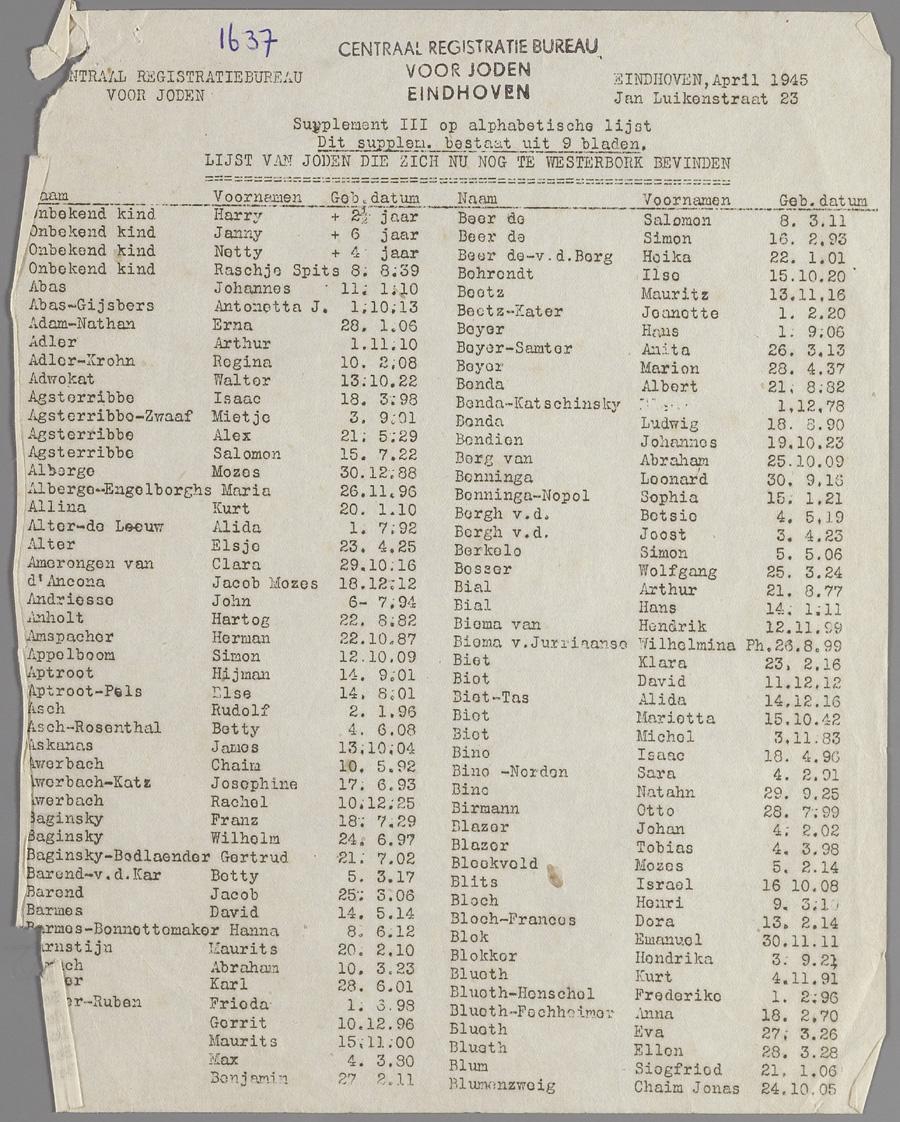 1637
CENTRAAL REGISTRATIE BUREAU
VOOR JODEN
EINDHOVEN
NTRAAL REGISTRATIEBUREAU
VOOR JODEN
EINDHOVEN, April 1945
Jan Luikenstraat 23
Supplement III op alphabetische lijst
Dit supplem. bestaat uit 9 bladen.
LIJST VAN JODEN DIE ZICH NU NOG TE WESTERBORK BEVINDEN
===============================================
aam Voornamen Geb.datum
Onbekend kind Harry + 2½ jaar
Onbekend kind Janny + 6 jaar
Onbekend kind Netty + 4 jaar
Onbekend kind Raschje Spits 8. 8.39
Abas Johannes 11. 1.10
Abas-Gijsbers Antonetta J. 1.10.13
Adam-Nathan Erna 28. 1.06
Adler Arthur 1.11.10
Adler-Krohn Regina 10. 2.08
Adwokat Walter 13.10.22
Agsterribbe Isaac 18. 3.98
Agsterribbe-Zwaaf Mietje 3. 9.01
Agsterribbe Alex 21. 5.29
Agsterribbe Salomon 15. 7.22
Alberge Mozes 30.12.88
Alberge-Engelborghs Maria 26.11.96
Allina Kurt 20. 1.10
Alter-de Leeuw Alida 1. 7.92
Alter Elsje 23. 4.25
Amerongen van Clara 29.10.16
d'Ancona Jacob Mozes 18.12.12
Andriesse John 6- 7.94
Anholt Hartog 22. 8.82
Amspacher Herman 22.10.87
Appelboom Simon 12.10.09
Aptroot Hijman 14. 9.01
Aptroot-Pels Else 14. 8.01
Asch Rudolf 2. 1.96
Asch-Rosenthal Betty 4. 6.08
Askanas James 13.10.04
Awerbach Chaim 10. 5.92
Awerbach-Katz Josephine 17. 6.93
Awerbach Rachel 10.12.25
Baginsky Franz 18. 7.29
Baginsky Wilhelm 24. 6.97
Baginsky-Bodlaender Gertrud 21. 7.02
Barend-v.d.Kar Betty 5. 3.17
Barend Jacob 25. 3.06
Barmes David 14. 5.14
Barmes-Bonnettemaker Hanna 8. 6.12
rnstijn Maurits 20. 2.10
ch Abraham 10. 3.23
er Karl 28. 6.01
er-Ruben Frieda 1. .98
Gerrit 10.12.96
Maurits 15.11.00
Max 4. 3.80
Benjamin 27 2.11
Naam Voornamen Geb.datum
Beer de Salomon 8. 3.11
Beer de Simon 16. 2.93
Beer de-v.d.Berg Heika 22. 1.01
Behrendt Ilse 15.10.20
Beetz Mauritz 13.11.16
Beetz-Kater Jeanette 1. 2.20
Beyer Hans 1. 9.06
Beyer-Samter Anita 26. 3.13
Beyer Marion 28. 4.37
Benda Albert 21. 8.82
Benda-Katschinsky 1.12.78
Benda Ludwig 18. 8.90
Bendien Johannes 19.10.23
Berg van Abraham 25.10.09
Benninga Leonard 30. 9.16
Benninga-Nopol Sophia 15. 1.21
Bergh v.d. Betsie 4. 5.19
Bergh v.d. Joost 3. 4.23
Berkelo Simon 5. 5.06
Besser Wolfgang 25. 3.24
Bial Arthur 21. 8.77
Bial Hans 14. 1.11
Biema van Hendrik 12.11.99
Biema v.Jurriaanse Wilhelmina Ph.26.8.99
Biet Klara 23. 2.16
Biet David 11.12.12
Biet-Tas Alida 14.12.16
Biet Marietta 15.10.42
Biet Michel 3.11.83
Bino Isaac 18. 4.96
Bino -Norden Sara 4. 2.91
Bino Natahn 29. 9.25
Birmann Otto 28. 7.99
Blazer Johan 4. 2.02
Blazer Tobias 4. 3.98
Bleekveld Mozes 5. 2.14
Blits Israel 16 10.08
Bloch Henri 9. 3.1
Bloch-Frances Dora 13. 2.14
Blok Emanuel 30.11.11
Blokker Hendrika 3. 9.21
Blueth Kurt 4.11.91
Blueth-Henschel Frederike 1. 2.96
Blueth-Fechheimer Anna 18. 2.70
Blueth Eva 27. 3.26
Blueth Ellen 28. 3.28
Blum Siegfried 21. 1.06
Blumenzweig Chaim Jonas 24.10.05